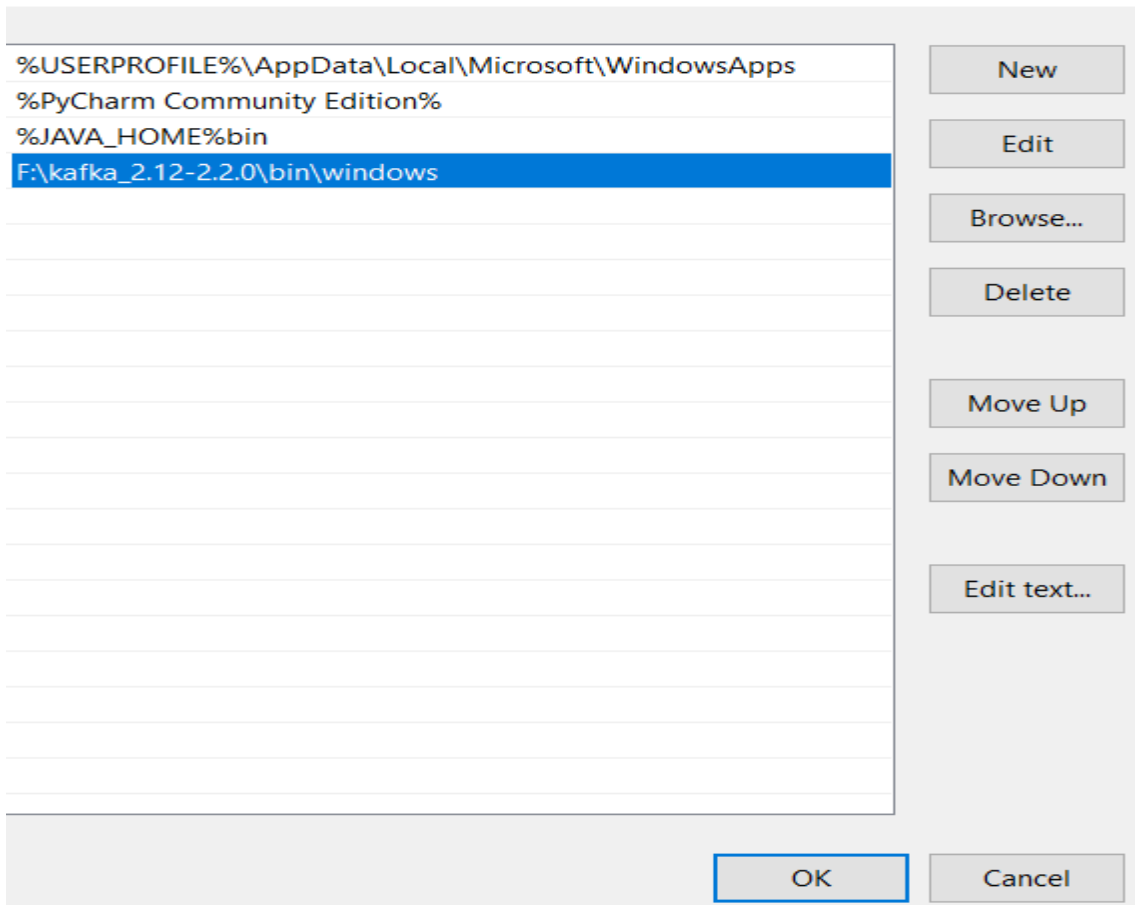 %USERPROFILE%\AppData\Local\Microsoft\WindowsApps
%PyCharm Community Edition%
%JAVA_HOME%bin
F:\kafka_2.12-2.2.0\bin\windows
New
Edit
Browse...
Delete
Move Up
Move Down
Edit text...
OK
Cancel